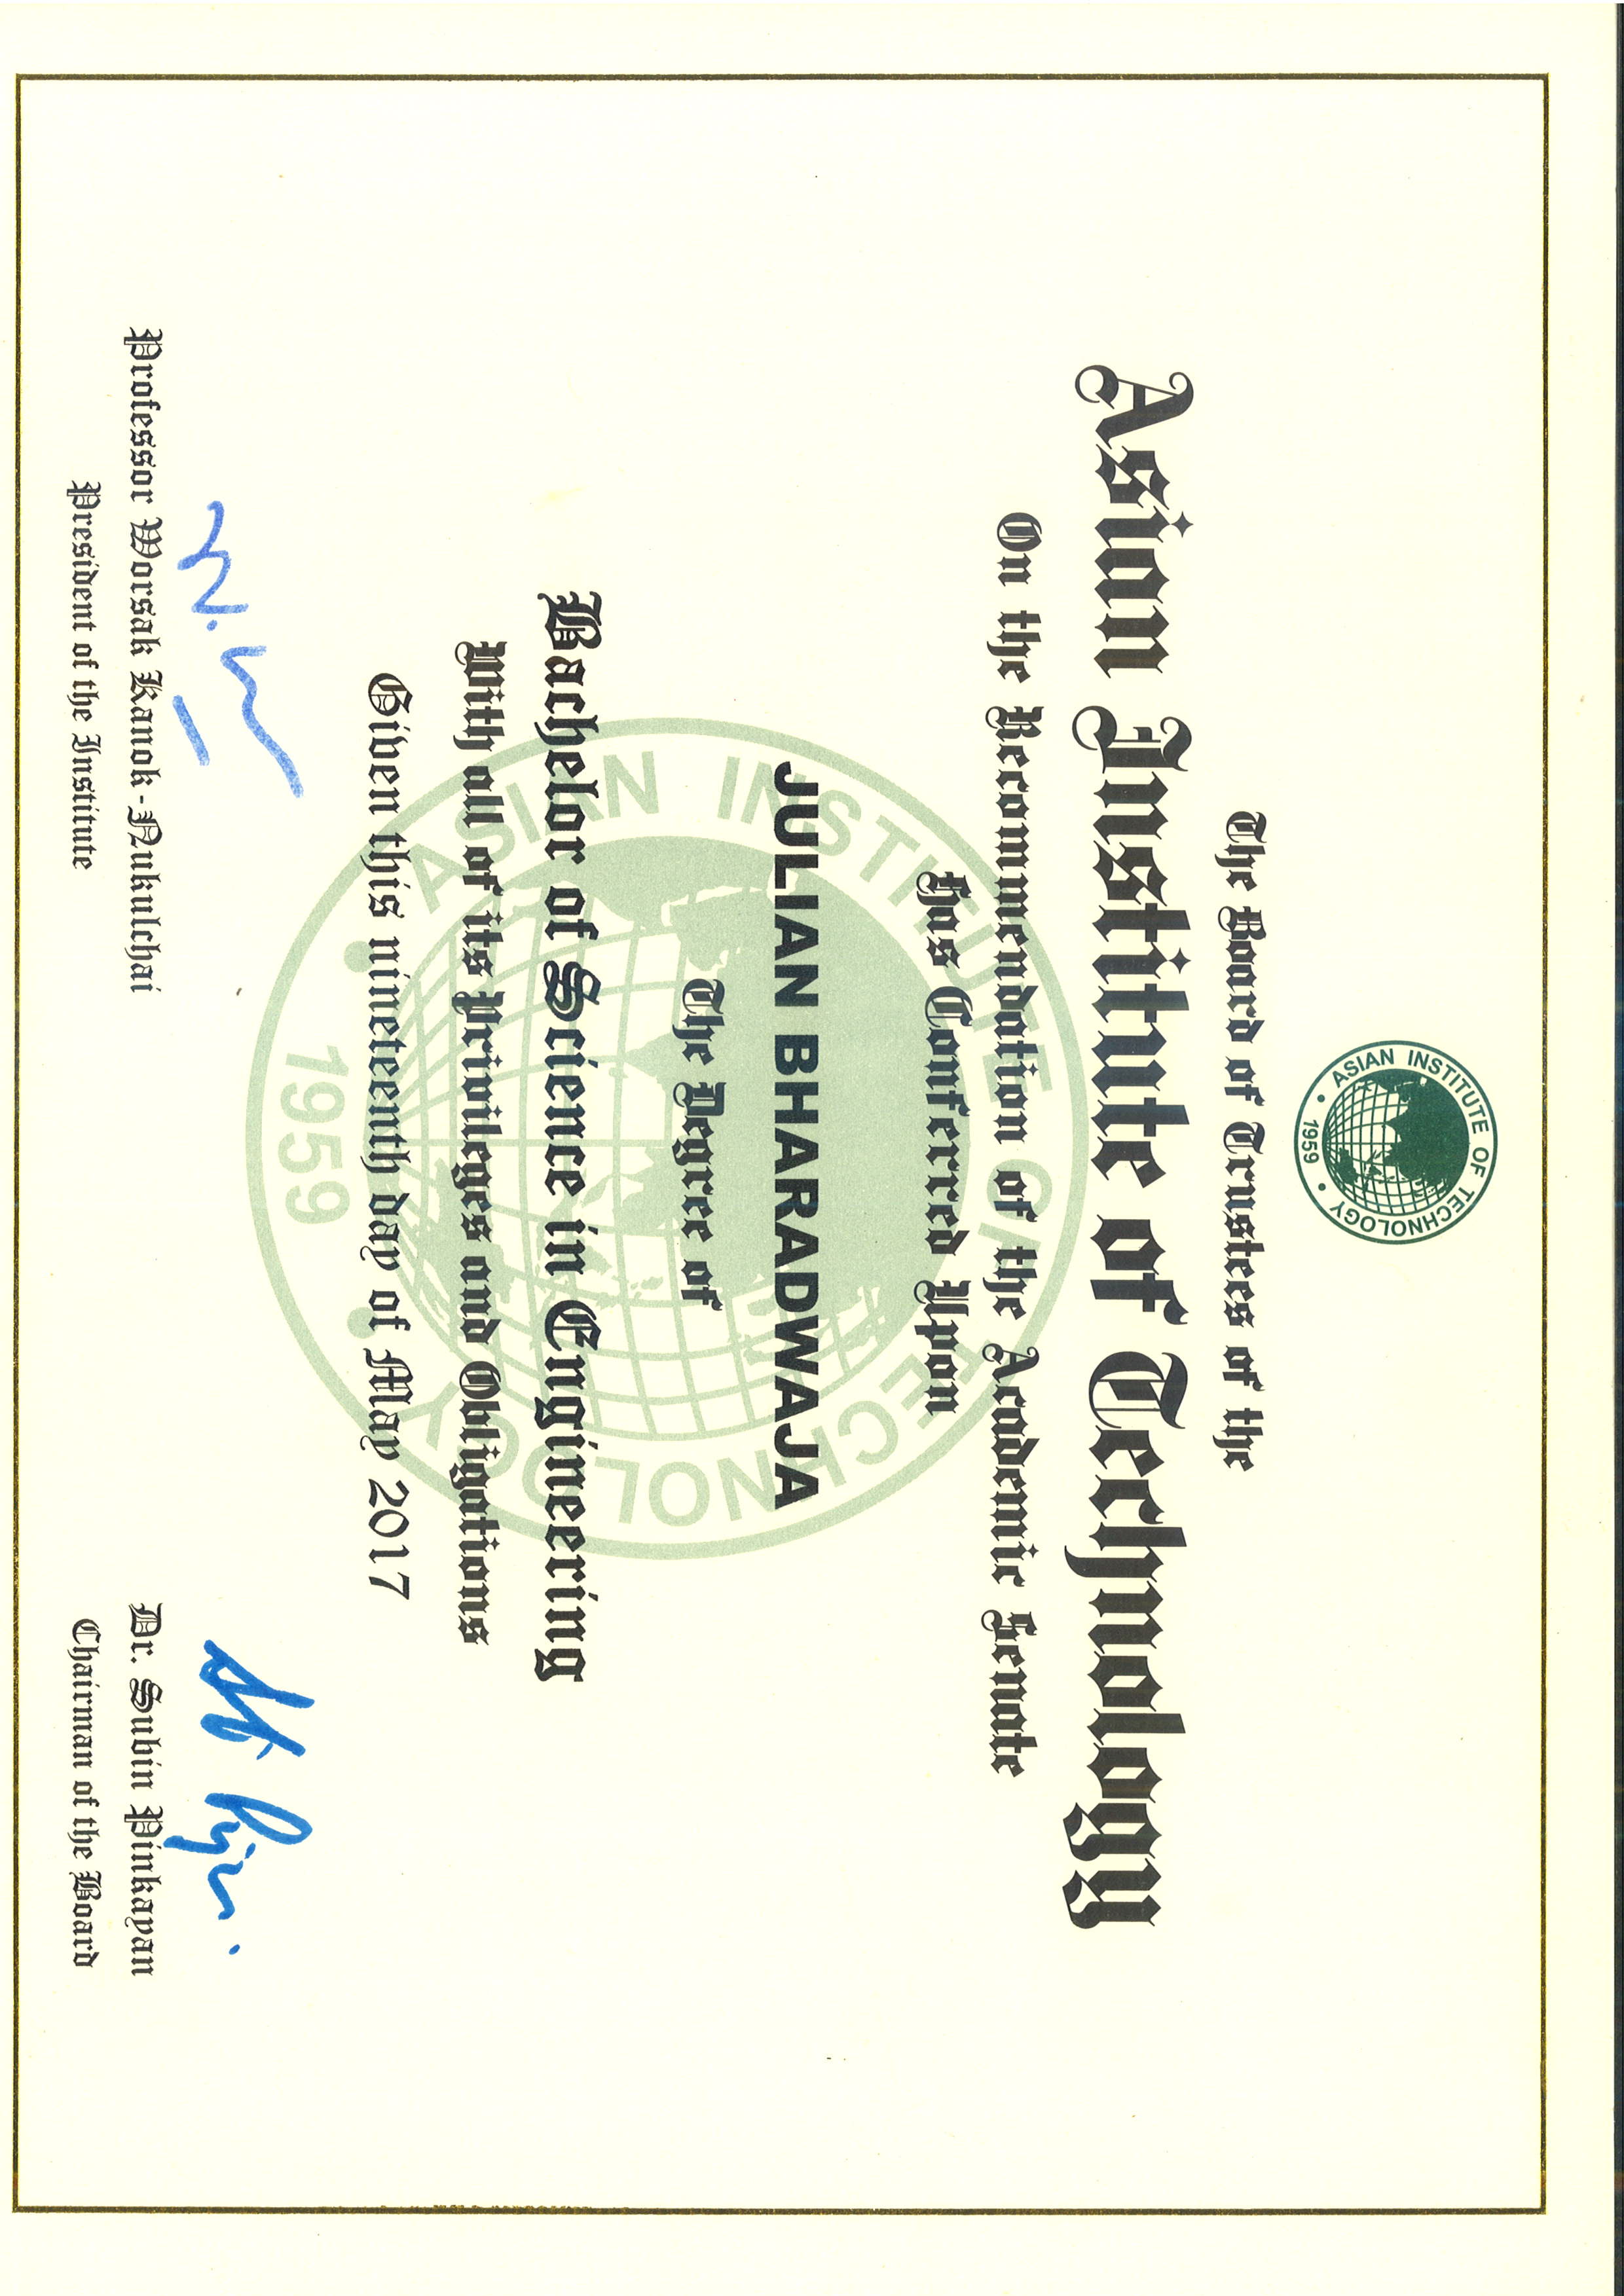 ASIAN INSTITUTE OF TECHNOLOGY
1959
The Board of Trustees of the
Asian Institute of Technology
On the Recommendation of the Academic Senate
Has Conferred Upon
JULIAN BHARADWAJA
The Degree of
Bachelor of Science in Engineering
With all of its Privileges and Obligations
Given this nineteenth day of May 2017
ASIAN INSTITUTE OF TECHNOLOGY
1959
Professor Worsak Kanok-Nukulchai
President of the Institute
Dr. Subin Pinkayan
Chairman of the Board